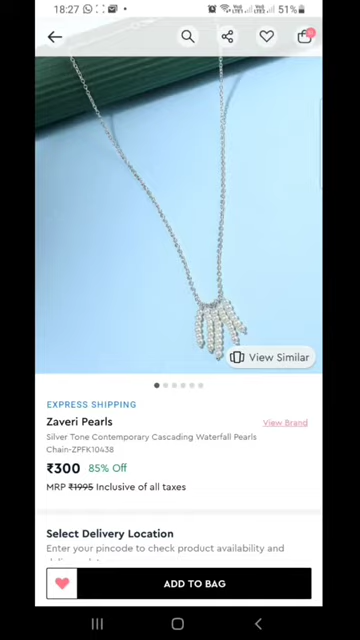 18:27
51%
View Similar
EXPRESS SHIPPING
Zaveri Pearls
View Brand
Silver Tone Contemporary Cascading Waterfall Pearls
Chain-ZPFK10438
₹300 85% Off
MRP ₹1995 Inclusive of all taxes
Select Delivery Location
Enter your pincode to check product availability and
ADD TO BAG